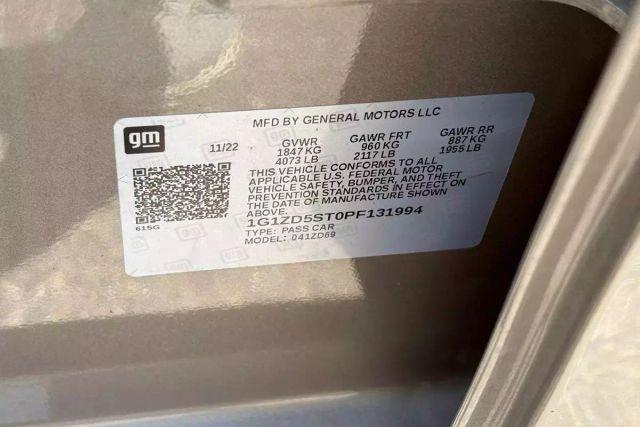 MFD BY GENERAL MOTORS LLC
gm
11/22
GVWR
1847 KG
4073 LB
GAWR FRT
960 KG
2117 LB
GAWR RR
887 KG
1955 LB
THIS VEHICLE CONFORMS TO ALL
APPLICABLE U.S. FEDERAL MOTOR
VEHICLE SAFETY, BUMPER, AND THEFT
PREVENTION STANDARDS IN EFFECT ON
THE DATE OF MANUFACTURE SHOWN
ABOVE.
1G1ZD5ST0PF131994
615G
TYPE: PASS CAR
MODEL: 041ZD69